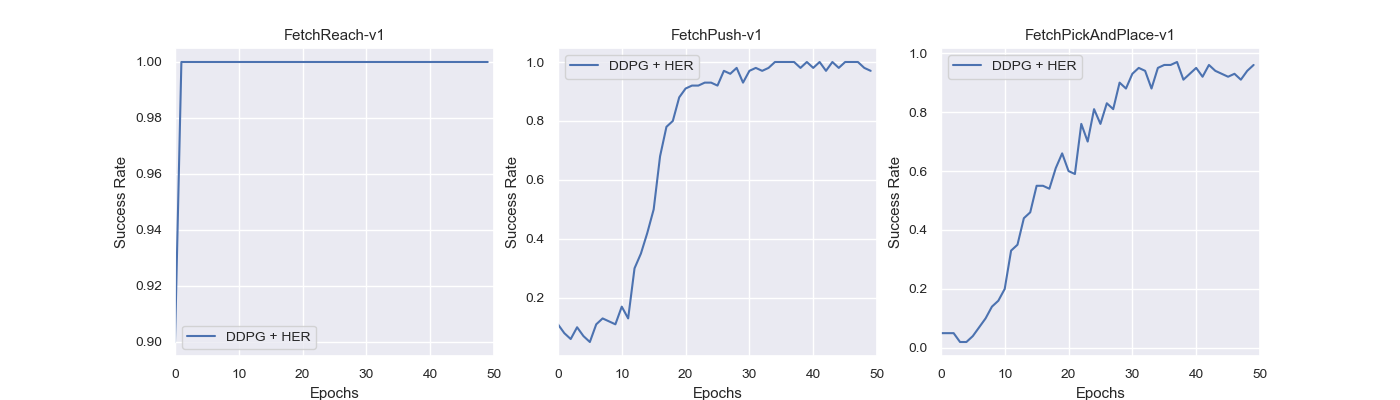 FetchReach-v1
1.00
0.98
0.96
0.94
0.92
0.90
Success Rate
DDPG + HER
0 10 20 30 40 50
Epochs
FetchPush-v1
1.0
0.8
0.6
0.4
0.2
Success Rate
DDPG + HER
0 10 20 30 40 50
Epochs
FetchPickAndPlace-v1
1.0
0.8
0.6
0.4
0.2
0.0
Success Rate
DDPG + HER
0 10 20 30 40 50
Epochs